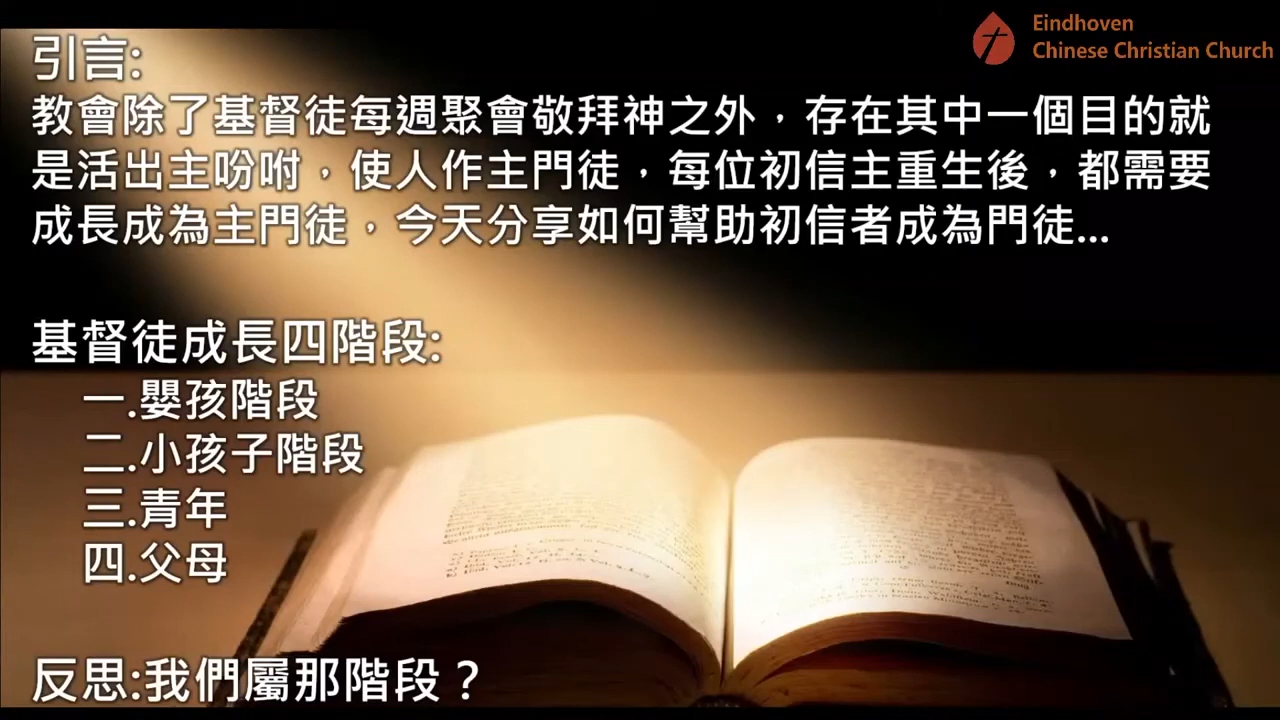 Eindhoven
Chinese Christian Church
引言:
教會除了基督徒每週聚會敬拜神之外，存在其中一個目的就
是活出主吩咐，使人作主門徒，每位初信主重生後，都需要
成長成為主門徒，今天分享如何幫助初信者成為門徒...
基督徒成長四階段:
一.嬰孩階段
二.小孩子階段
三.青年
四.父母
反思:我們屬那階段？